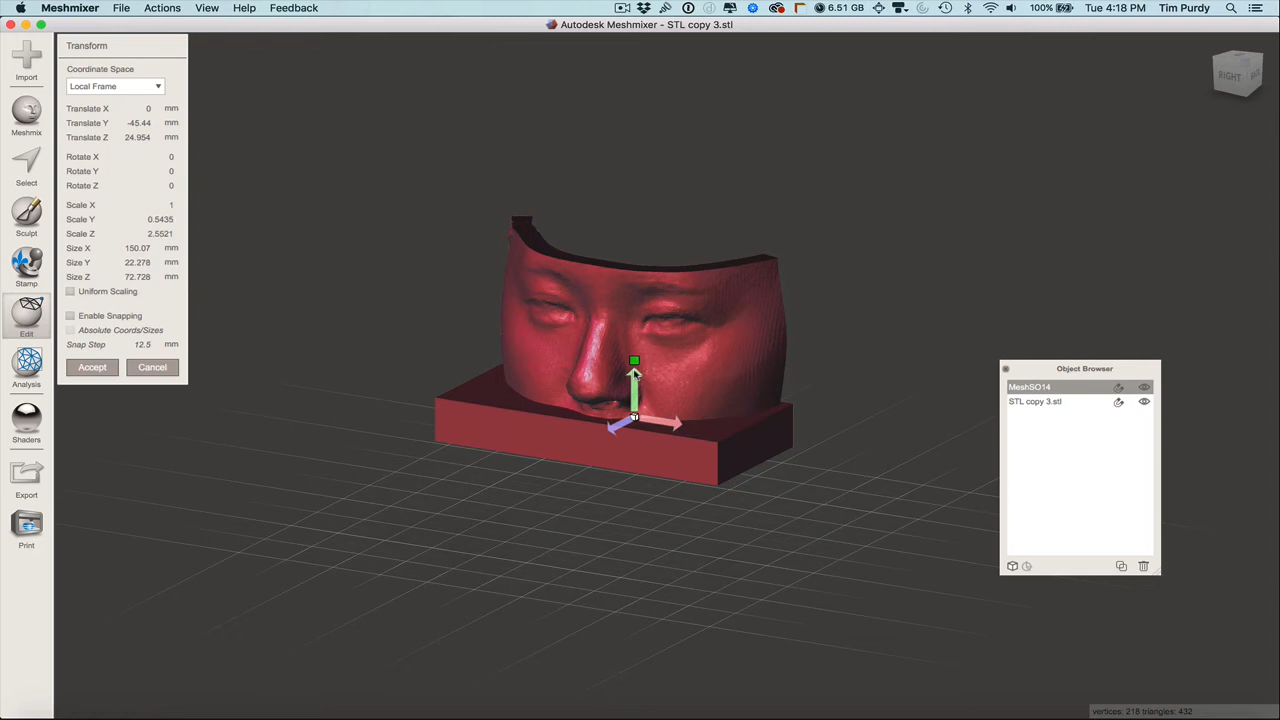 Meshmixer File Actions View Help Feedback 6.51 GB 100% Tue 4:18 PM Tim Purdy
Autodesk Meshmixer - STL copy 3.stl
Import
Meshmix
Select
Sculpt
Stamp
Edit
Analysis
Shaders
Export
Print
Transform
Coordinate Space
Local Frame
Translate X 0 mm
Translate Y -45.44 mm
Translate Z 24.954 mm
Rotate X 0
Rotate Y 0
Rotate Z 0
Scale X 1
Scale Y 0.5435
Scale Z 2.5521
Size X 150.07 mm
Size Y 22.278 mm
Size Z 72.728 mm
Uniform Scaling
Enable Snapping
Absolute Coords/Sizes
Snap Step 12.5 mm
Accept Cancel
RIGHT
Object Browser
MeshSO14
STL copy 3.stl
vertices: 218 triangles: 432